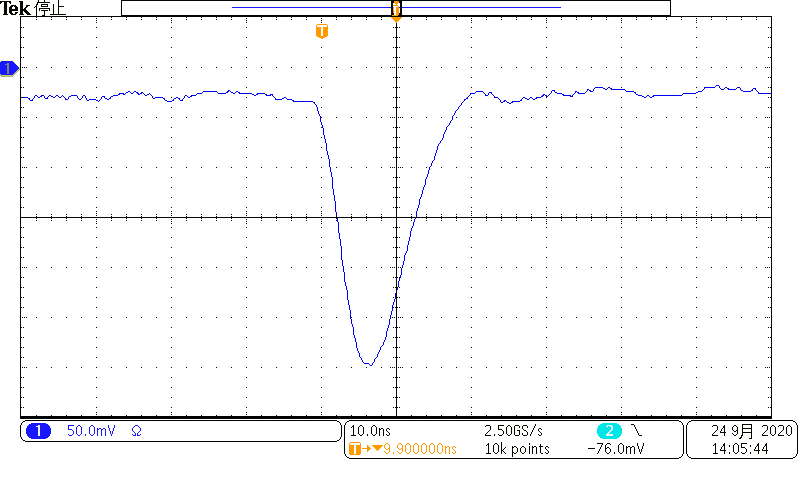 Tek 停止
T
T
1
1 50.0mV Ω
10.0ns 2.50GS/s 2 -76.0mV
T→▼9.900000ns 10k points
24 9月 2020
14:05:44